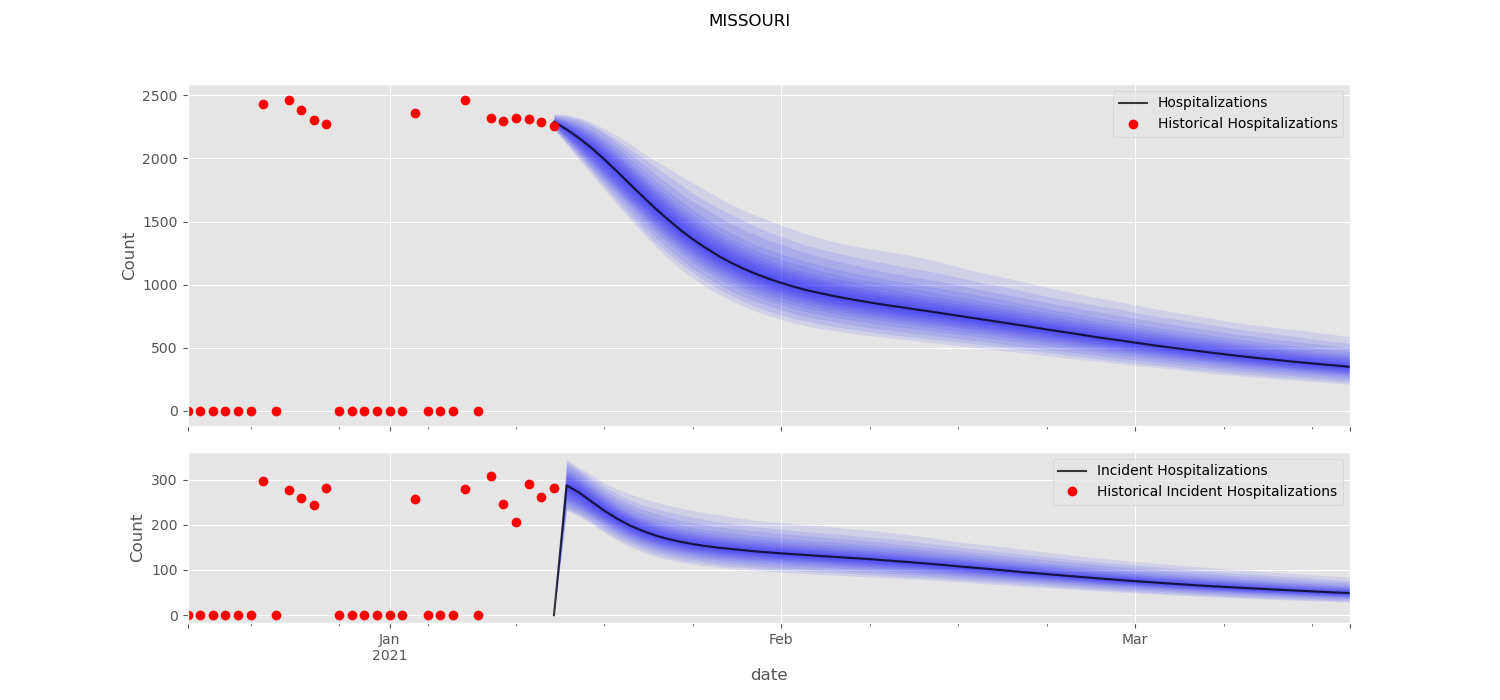 MISSOURI
2500
2000
1500
1000
500
0
Count
Hospitalizations
Historical Hospitalizations
300
200
100
0
Count
Incident Hospitalizations
Historical Incident Hospitalizations
Jan
2021
Feb
Mar
date